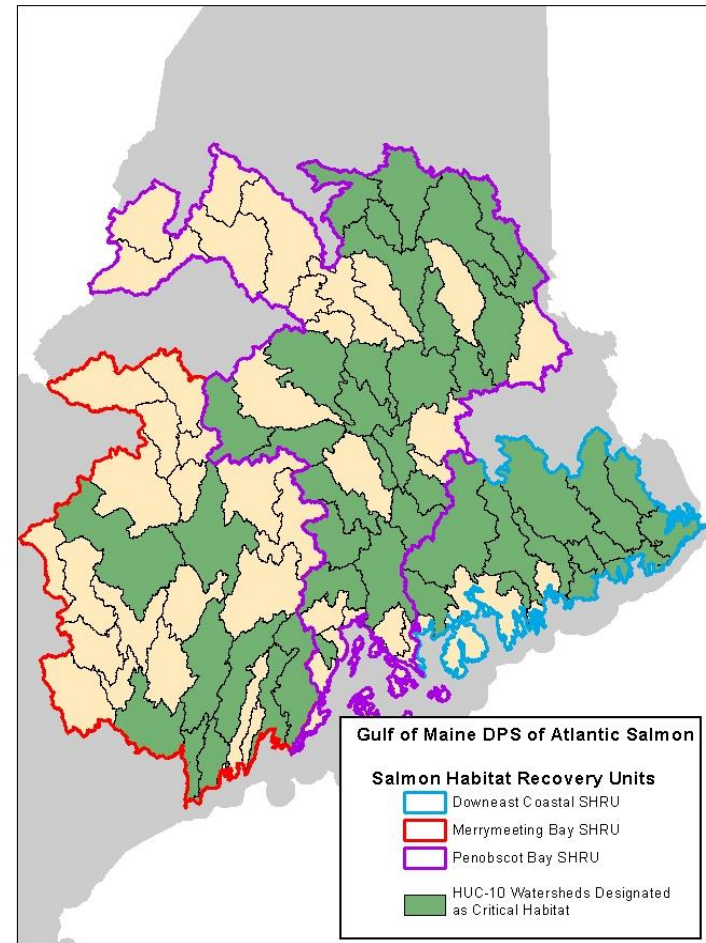 Gulf of Maine DPS of Atlantic Salmon
Salmon Habitat Recovery Units
Downeast Coastal SHRU
Merrymeeting Bay SHRU
Penobscot Bay SHRU
HUC-10 Watersheds Designated
as Critical Habitat